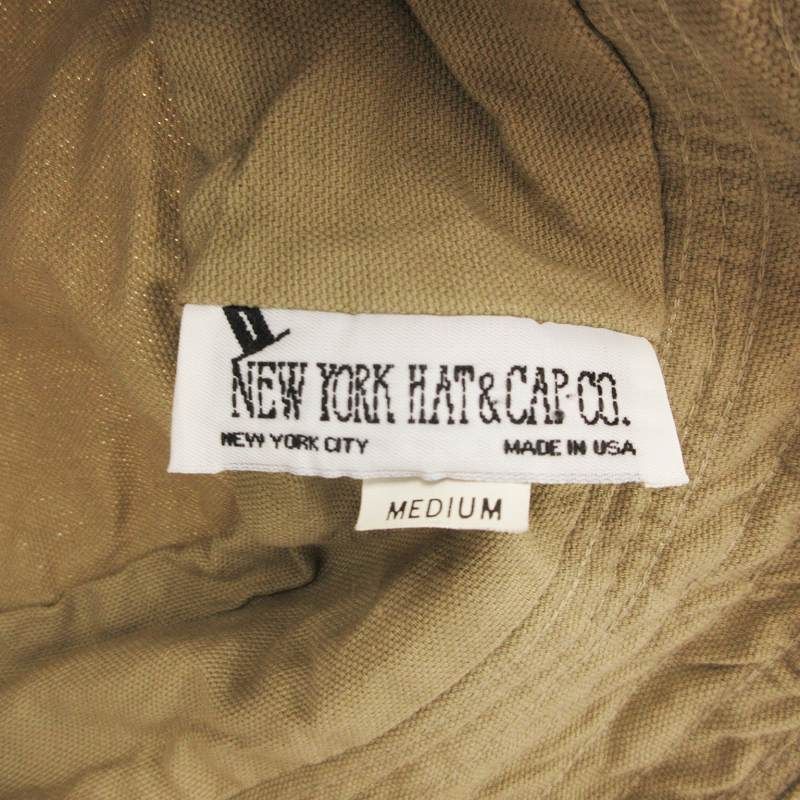 NEW YORK HAT & CAP CO.
NEW YORK CITY MADE IN USA
MEDIUM